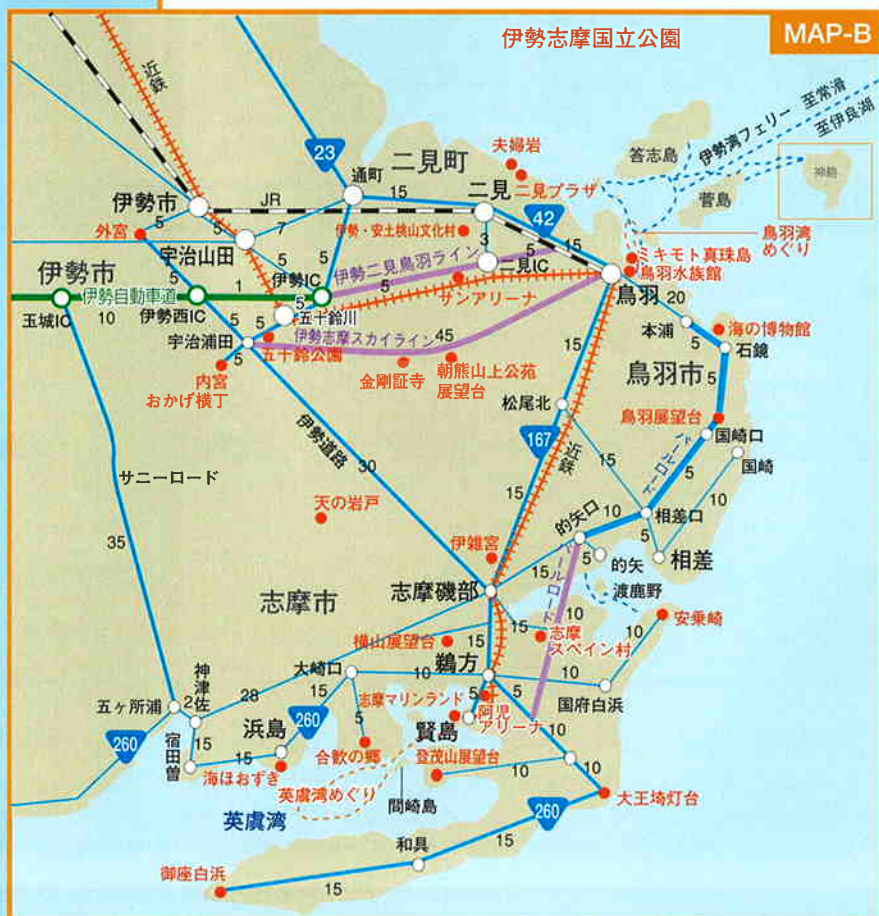 伊勢志摩国立公園
MAP-B
近鉄
23
二見町
夫婦岩
二見プラザ
答志島
伊勢湾フェリー 至常滑
至伊良湖
神島
菅島
通町
15
二見
42
伊勢市
JR
5
外宮
5
7
宇治山田
伊勢・安土桃山文化村
3
5
15
鳥羽湾
めぐり
ミキモト真珠島
鳥羽水族館
5
5
5
伊勢IC
伊勢二見鳥羽ライン
二見IC
伊勢市
伊勢自動車道
1
5
5
サンアリーナ
鳥羽
20
玉城IC
10
伊勢西IC
五十鈴川
本浦
海の博物館
宇治浦田
5
5
伊勢志摩スカイライン
45
15
5
石鏡
5
五十鈴公園
内宮
おかげ横丁
金剛証寺
朝熊山上公苑
展望台
鳥羽市
5
松尾北
鳥羽展望台
国崎口
国崎
伊勢道路
30
167
近鉄
15
パールロード
5
10
サニーロード
天の岩戸
15
35
的矢口
10
相差口
5
伊雑宮
的矢
5
相差
15
パールロード
渡鹿野
志摩市
志摩磯部
安乗崎
10
10
横山展望台
15
15
志摩
スペイン村
神津佐
大崎口
鵜方
五ヶ所浦
2
28
15
10
10
国府白浜
260
15
宿田曽
浜島
260
5
志摩マリンランド
5
阿児
アリーナ
5
10
15
海ほおずき
合歓の郷
賢島
登茂山展望台
10
10
英虞湾めぐり
間崎島
大王埼灯台
英虞湾
260
和具
15
御座白浜
15